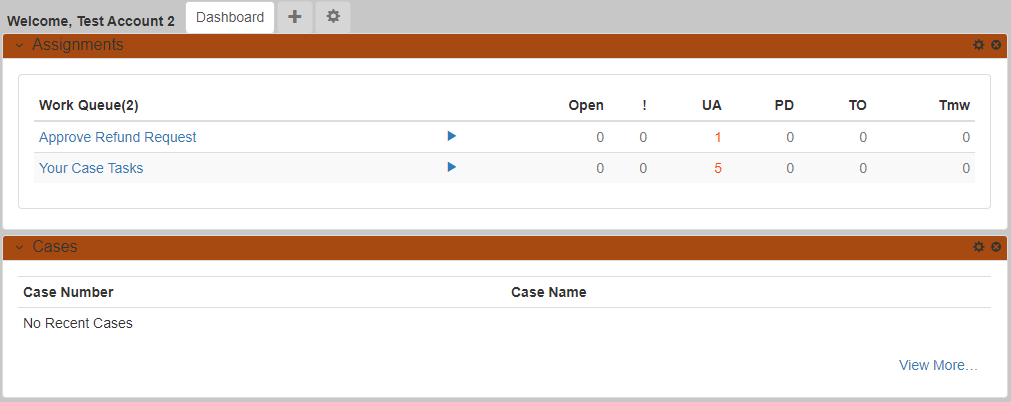 Welcome, Test Account 2 Dashboard
Assignments
Work Queue(2) Open ! UA PD TO Tmw
Approve Refund Request 0 0 1 0 0 0
Your Case Tasks 0 0 5 0 0 0
Cases
Case Number Case Name
No Recent Cases
View More...